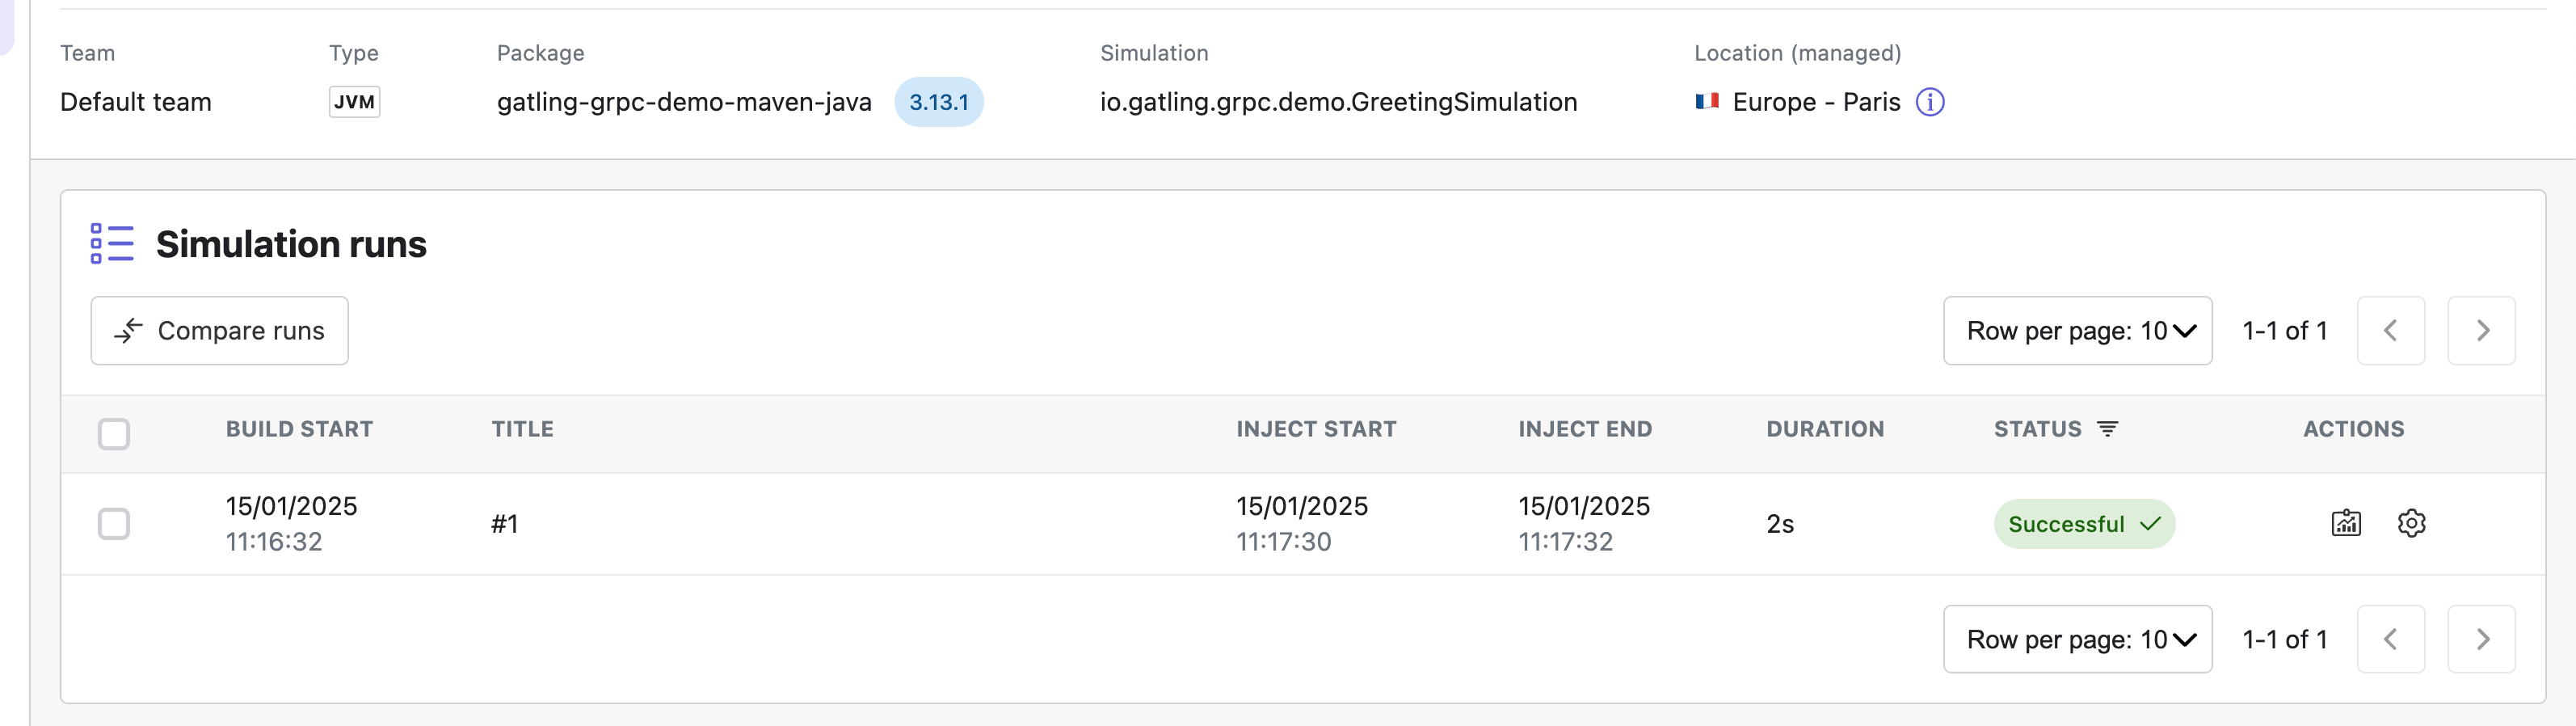 Team Type Package Simulation Location (managed)
Default team JVM gatling-grpc-demo-maven-java 3.13.1 io.gatling.grpc.demo.GreetingSimulation Europe - Paris
Simulation runs
Compare runs Row per page: 10 1-1 of 1
BUILD START TITLE INJECT START INJECT END DURATION STATUS ACTIONS
15/01/2025 11:16:32 #1 15/01/2025 11:17:30 15/01/2025 11:17:32 2s Successful
Row per page: 10 1-1 of 1